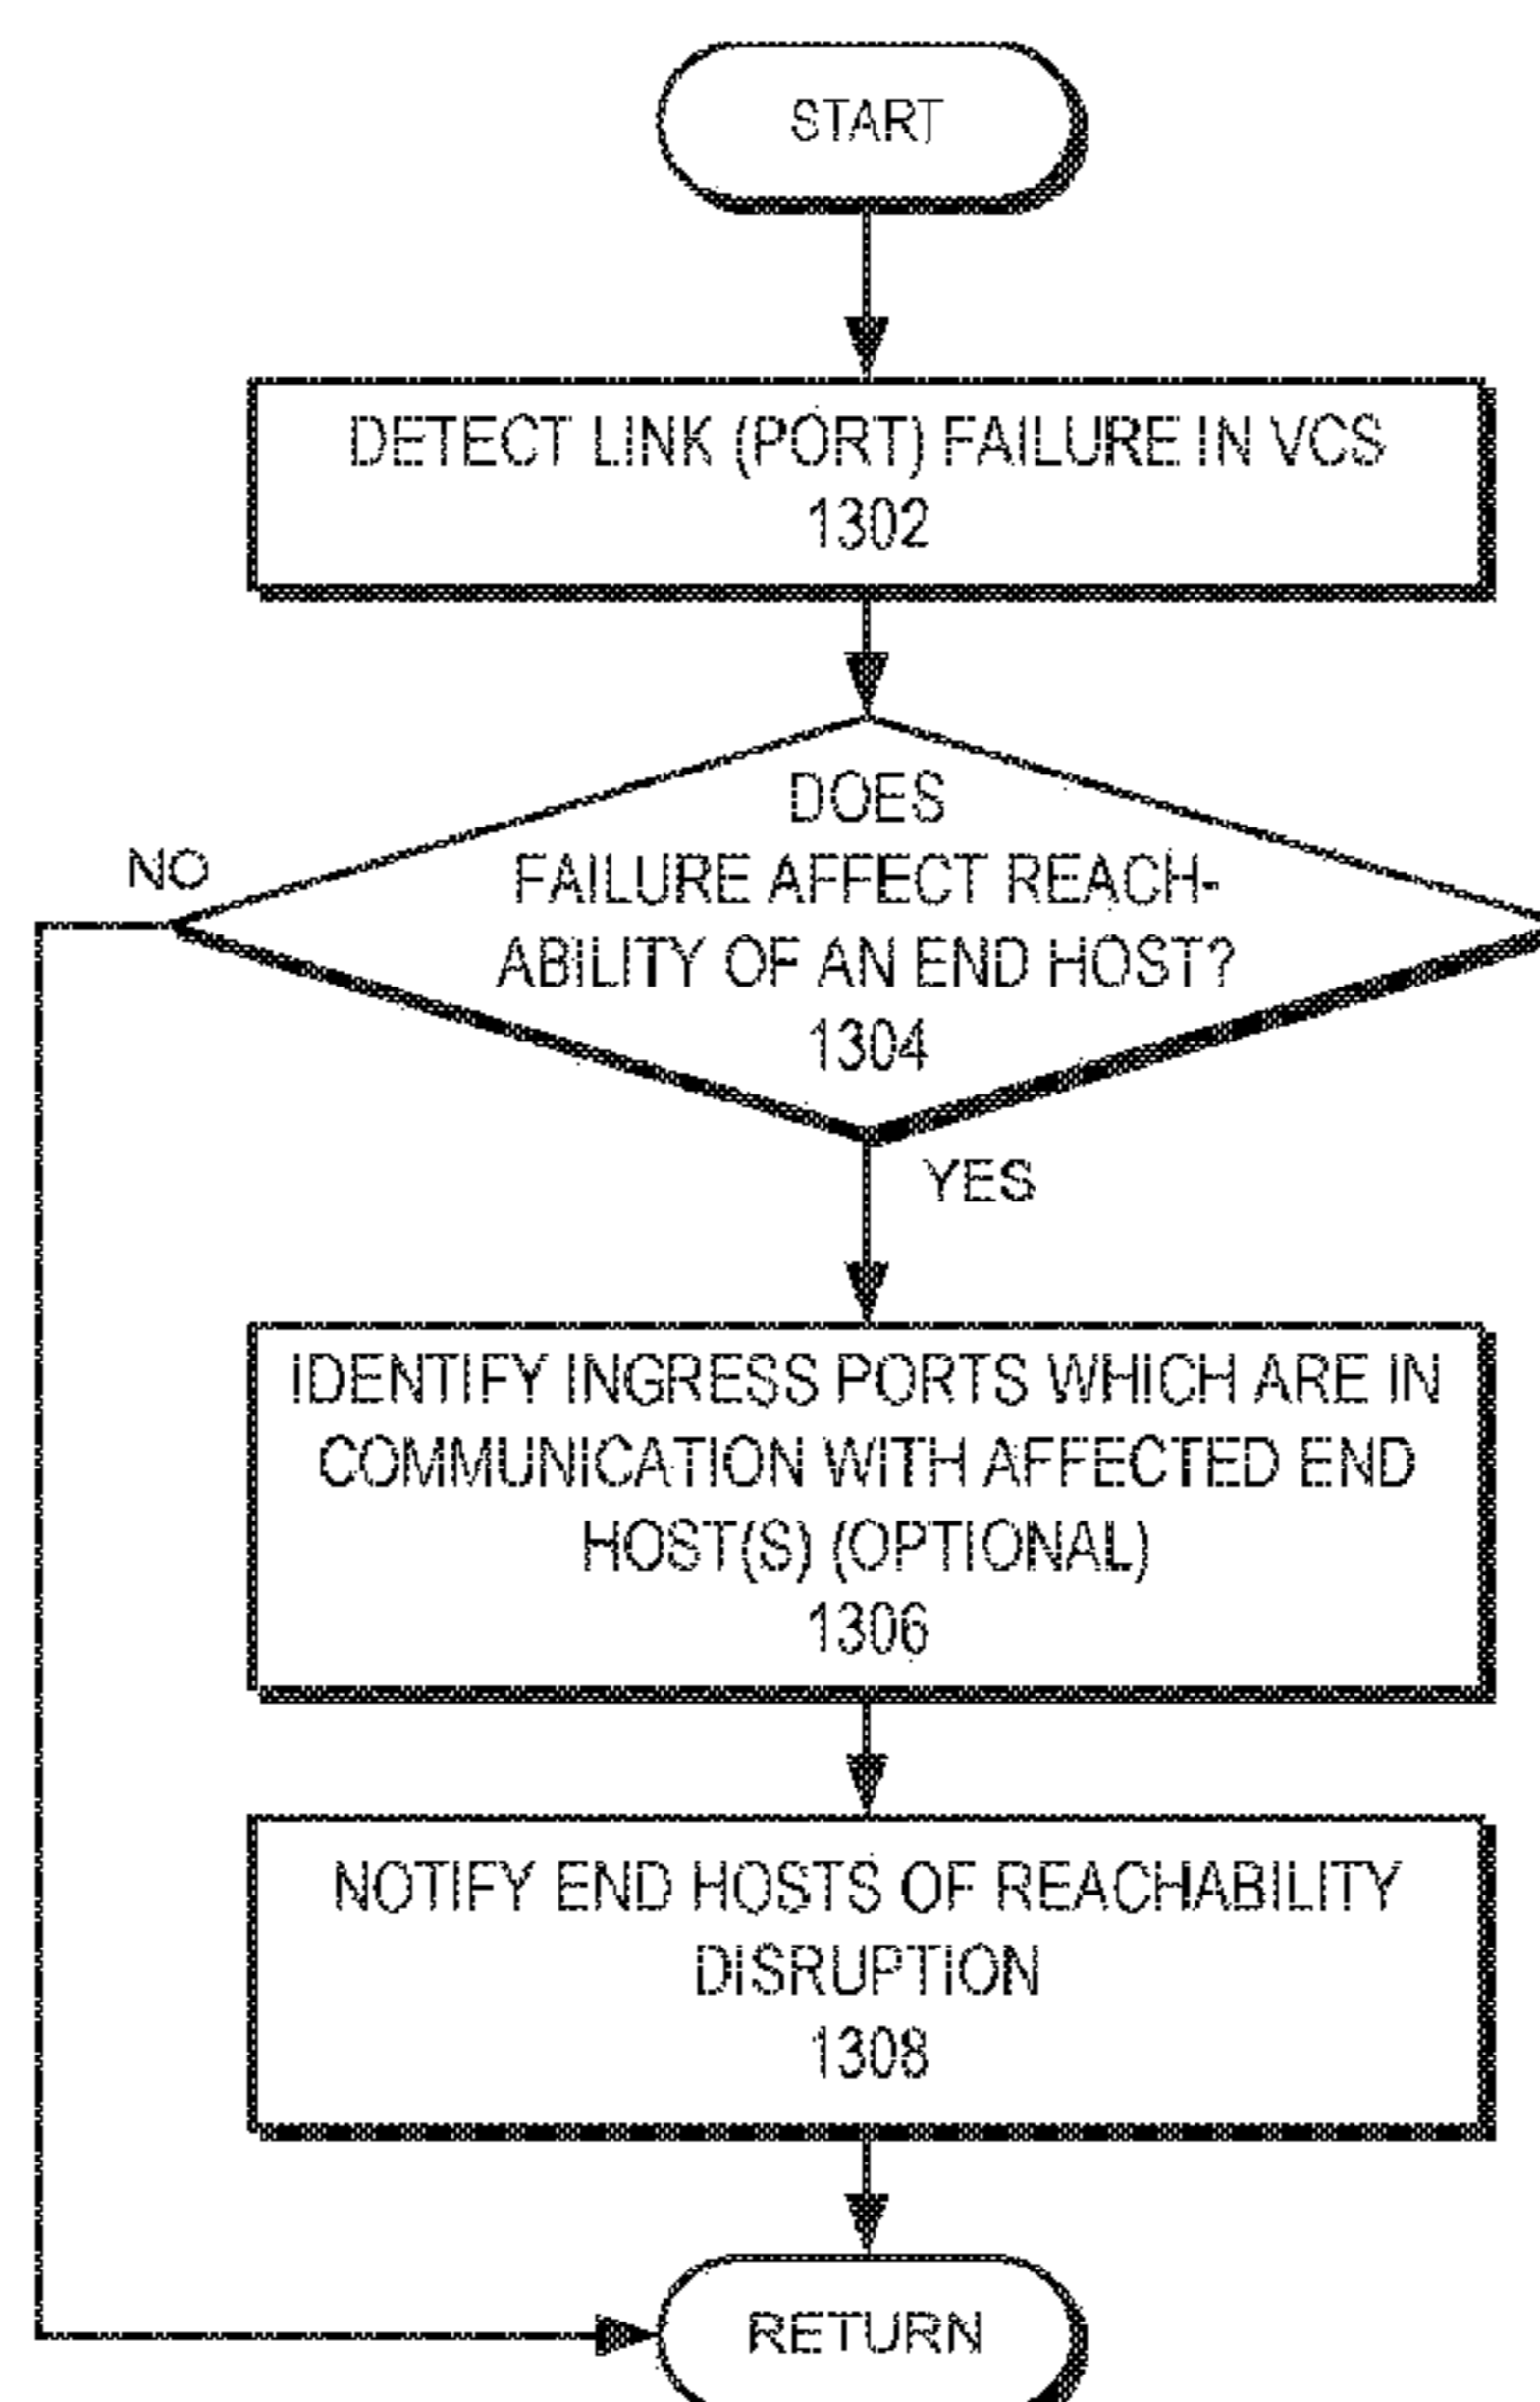 START
DETECT LINK (PORT) FAILURE IN VCS
1302
DOES
FAILURE AFFECT REACH-
ABILITY OF AN END HOST?
1304
NO
YES
IDENTIFY INGRESS PORTS WHICH ARE IN
COMMUNICATION WITH AFFECTED END
HOST(S) (OPTIONAL)
1306
NOTIFY END HOSTS OF REACHABILITY
DISRUPTION
1308
RETURN